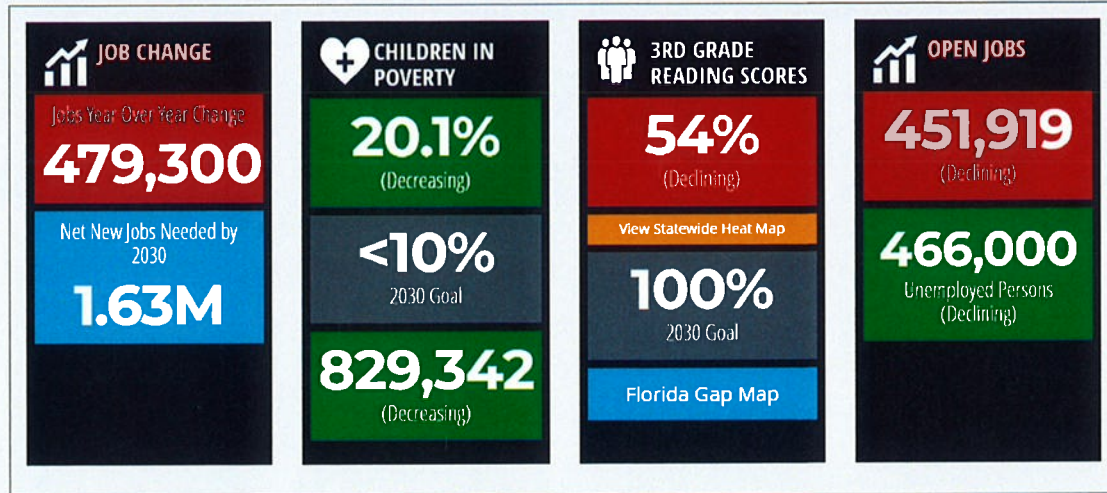 JOB CHANGE
Jobs Year Over Year Change
479,300
Net New Jobs Needed by
2030
1.63M
CHILDREN IN
POVERTY
20.1%
(Decreasing)
<10%
2030 Goal
829,342
(Decreasing)
3RD GRADE
READING SCORES
54%
(Declining)
View Statewide Heat Map
100%
2030 Goal
Florida Gap Map
OPEN JOBS
451,919
(Declining)
466,000
Unemployed Persons
(Declining)